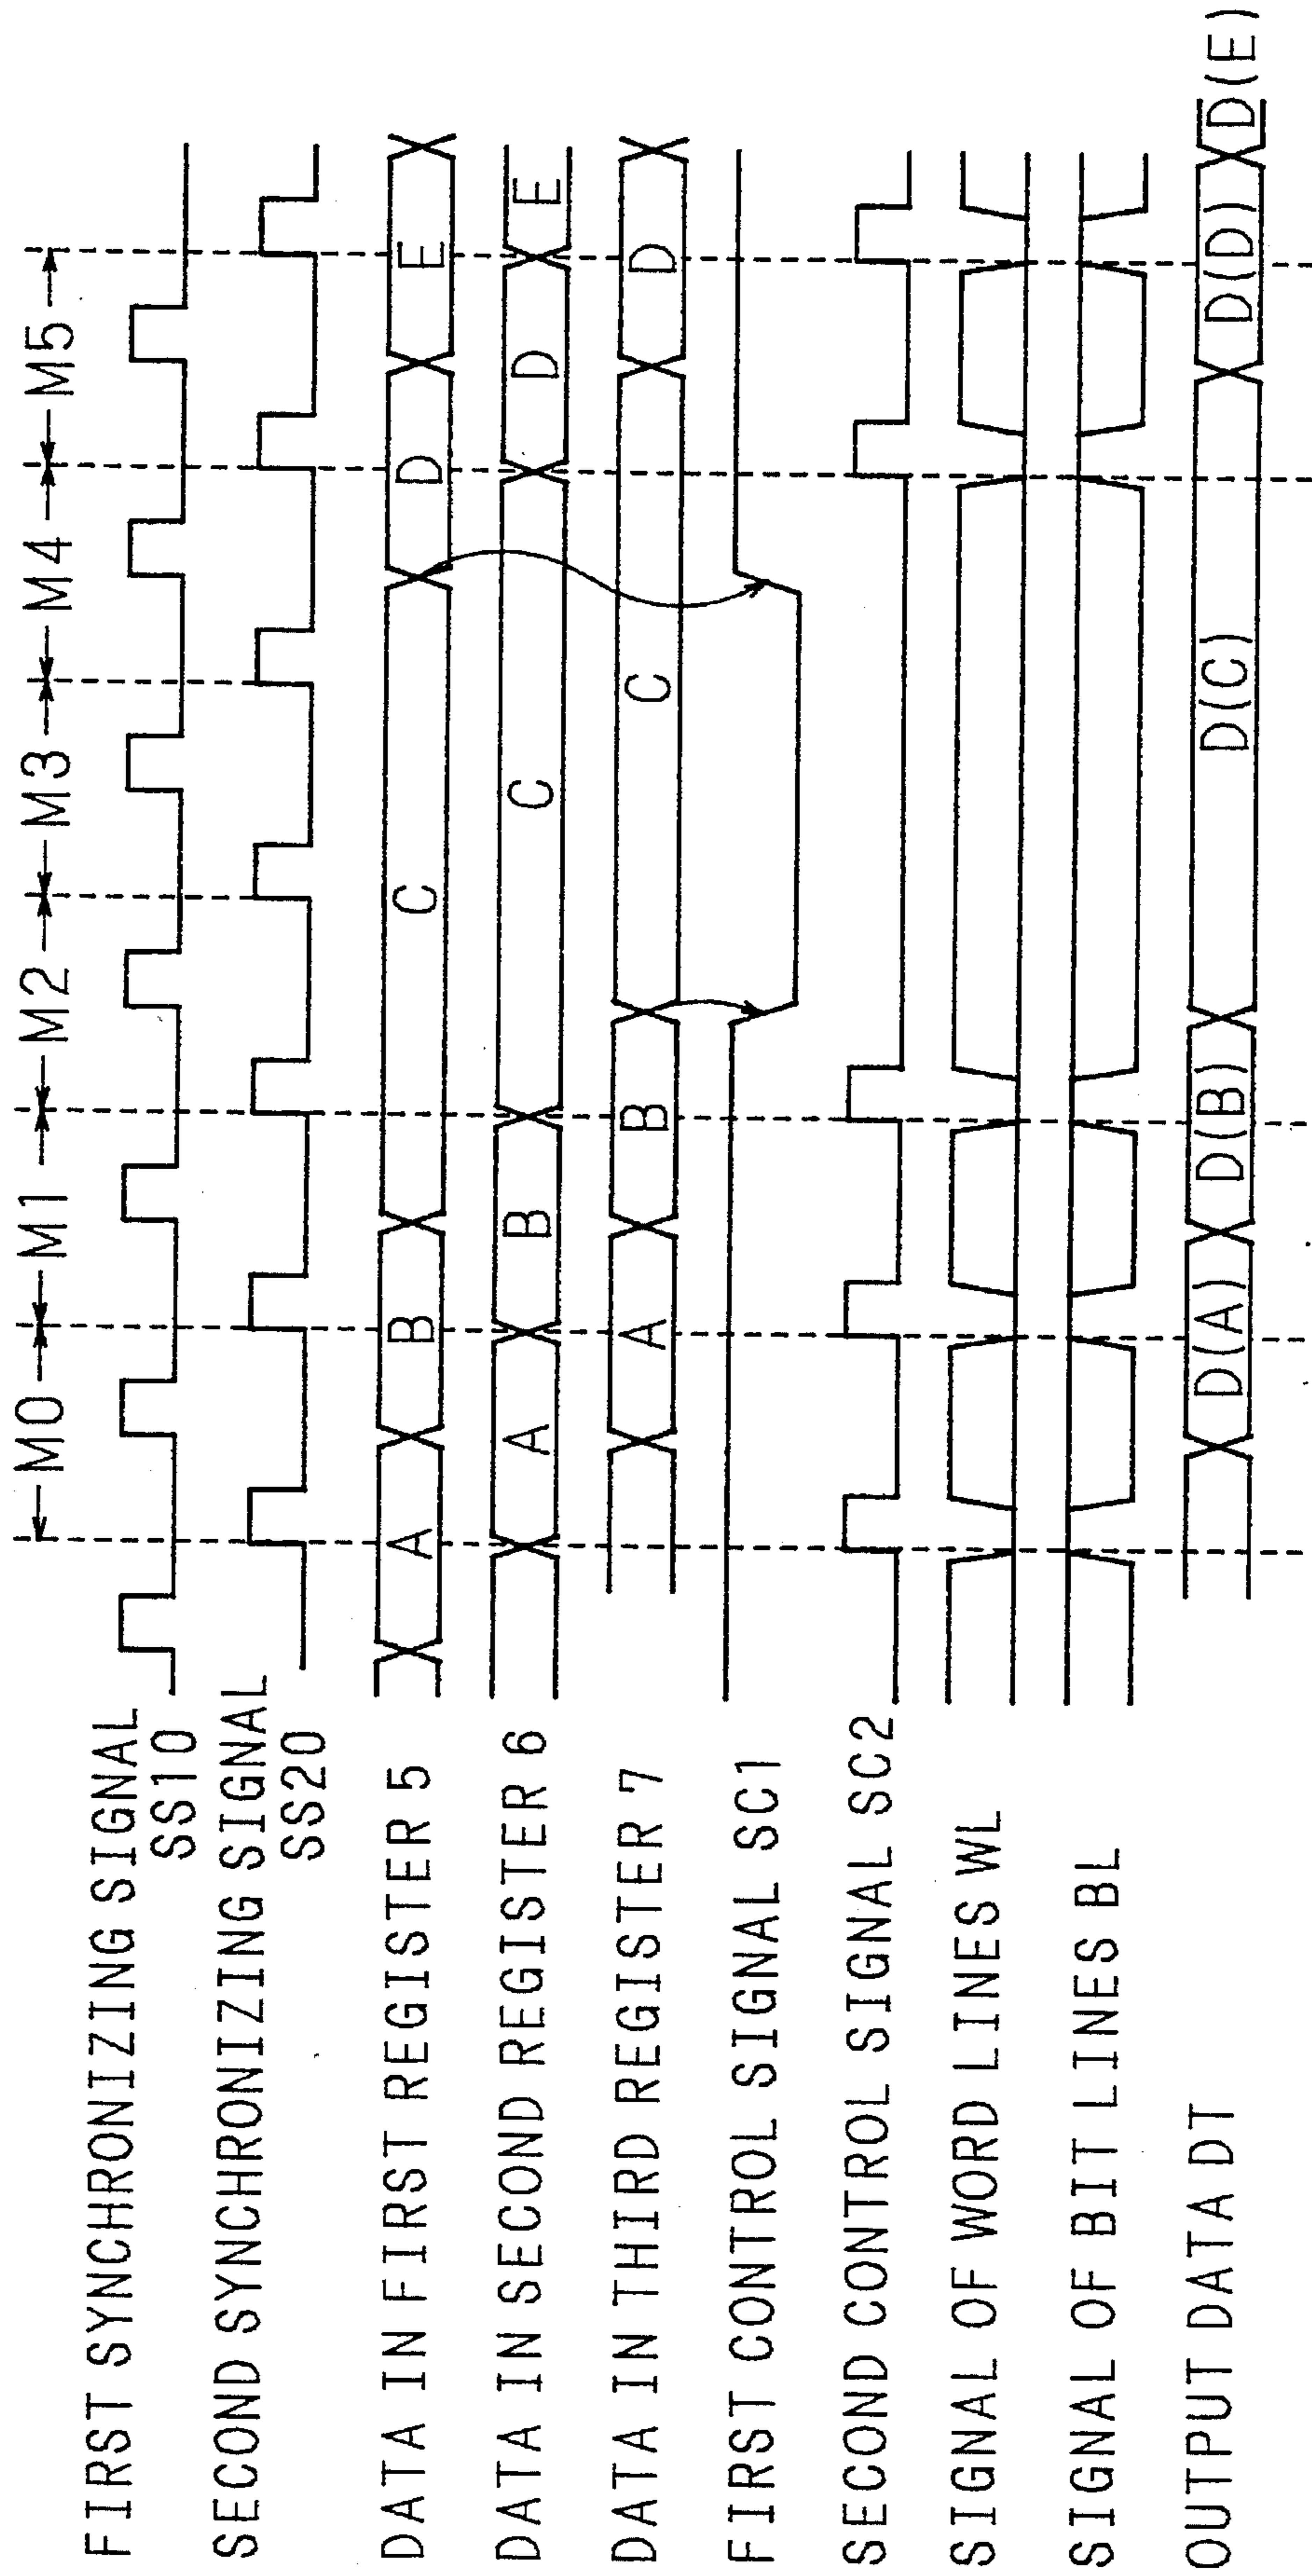 M0 M1 M2 M3 M4 M5
FIRST SYNCHRONIZING SIGNAL
SS10
SECOND SYNCHRONIZING SIGNAL
SS20
DATA IN FIRST REGISTER 5 A B C D E
DATA IN SECOND REGISTER 6 A B C D E
DATA IN THIRD REGISTER 7 A B C D
FIRST CONTROL SIGNAL SC1
SECOND CONTROL SIGNAL SC2
SIGNAL OF WORD LINES WL
SIGNAL OF BIT LINES BL
OUTPUT DATA DT D(A) D(B) D(C) D(D) D(E)